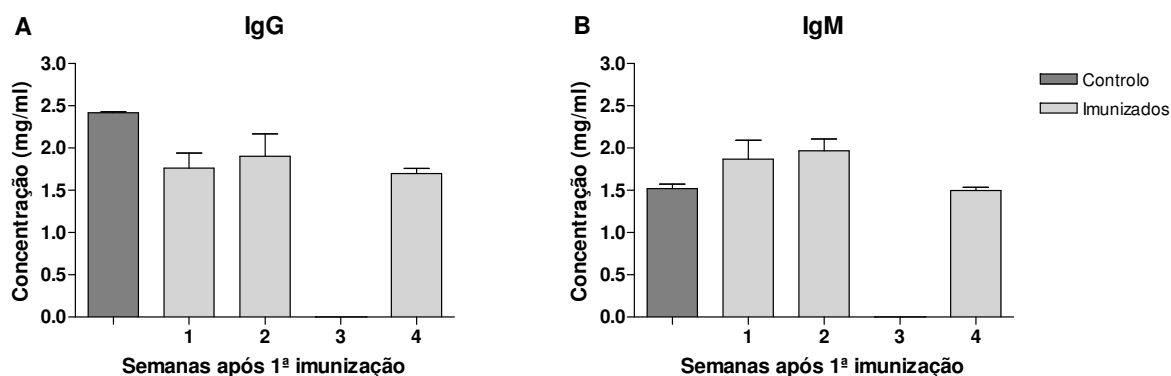 A
IgG
Concentração (mg/ml)
3.0
2.5
2.0
1.5
1.0
0.5
0.0
1 2 3 4
Semanas após 1ª imunização
B
IgM
Concentração (mg/ml)
3.0
2.5
2.0
1.5
1.0
0.5
0.0
1 2 3 4
Semanas após 1ª imunização
Controlo
Imunizados